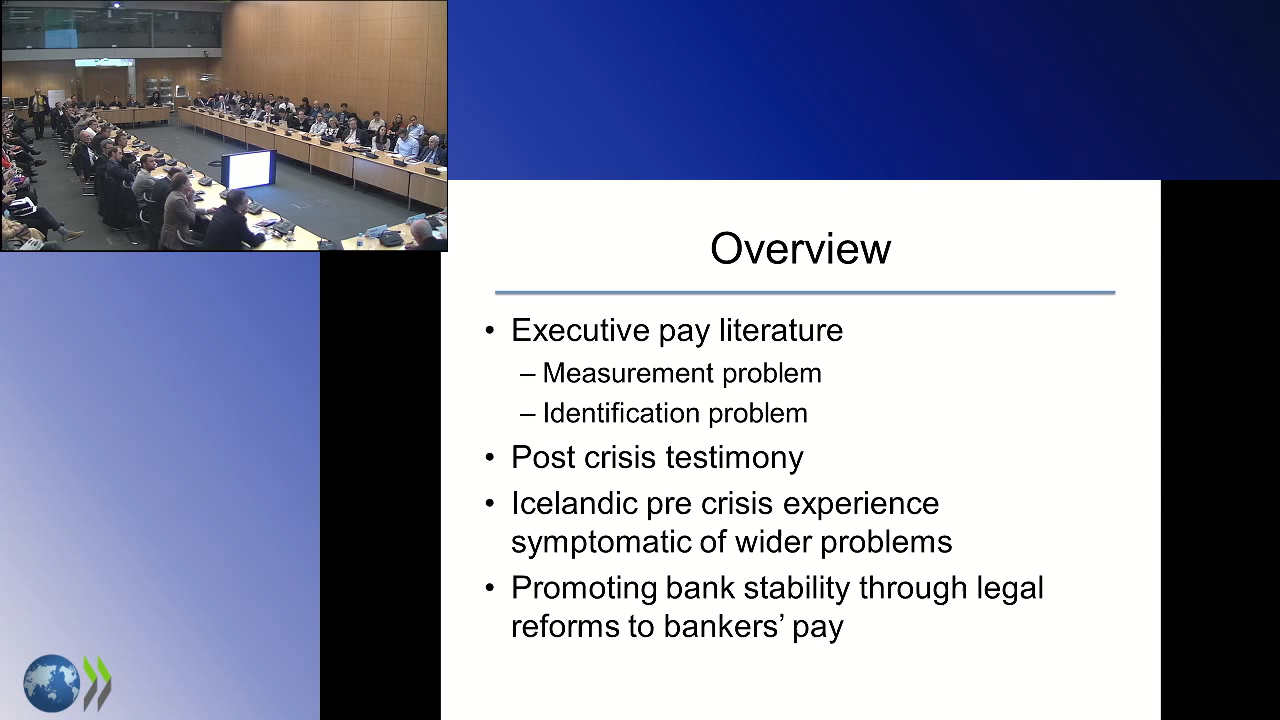 Overview
• Executive pay literature
– Measurement problem
– Identification problem
• Post crisis testimony
• Icelandic pre crisis experience
symptomatic of wider problems
• Promoting bank stability through legal
reforms to bankers’ pay